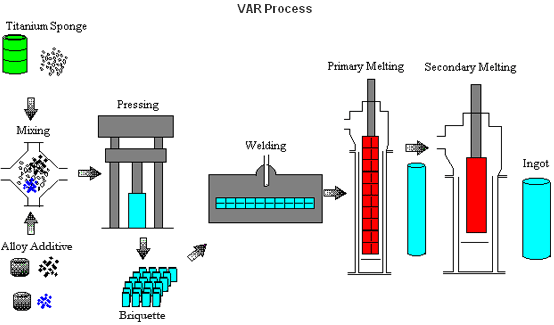 VAR Process
Titanium Sponge
Mixing
Alloy Additive
Pressing
Briquette
Welding
Primary Melting
Secondary Melting
Ingot